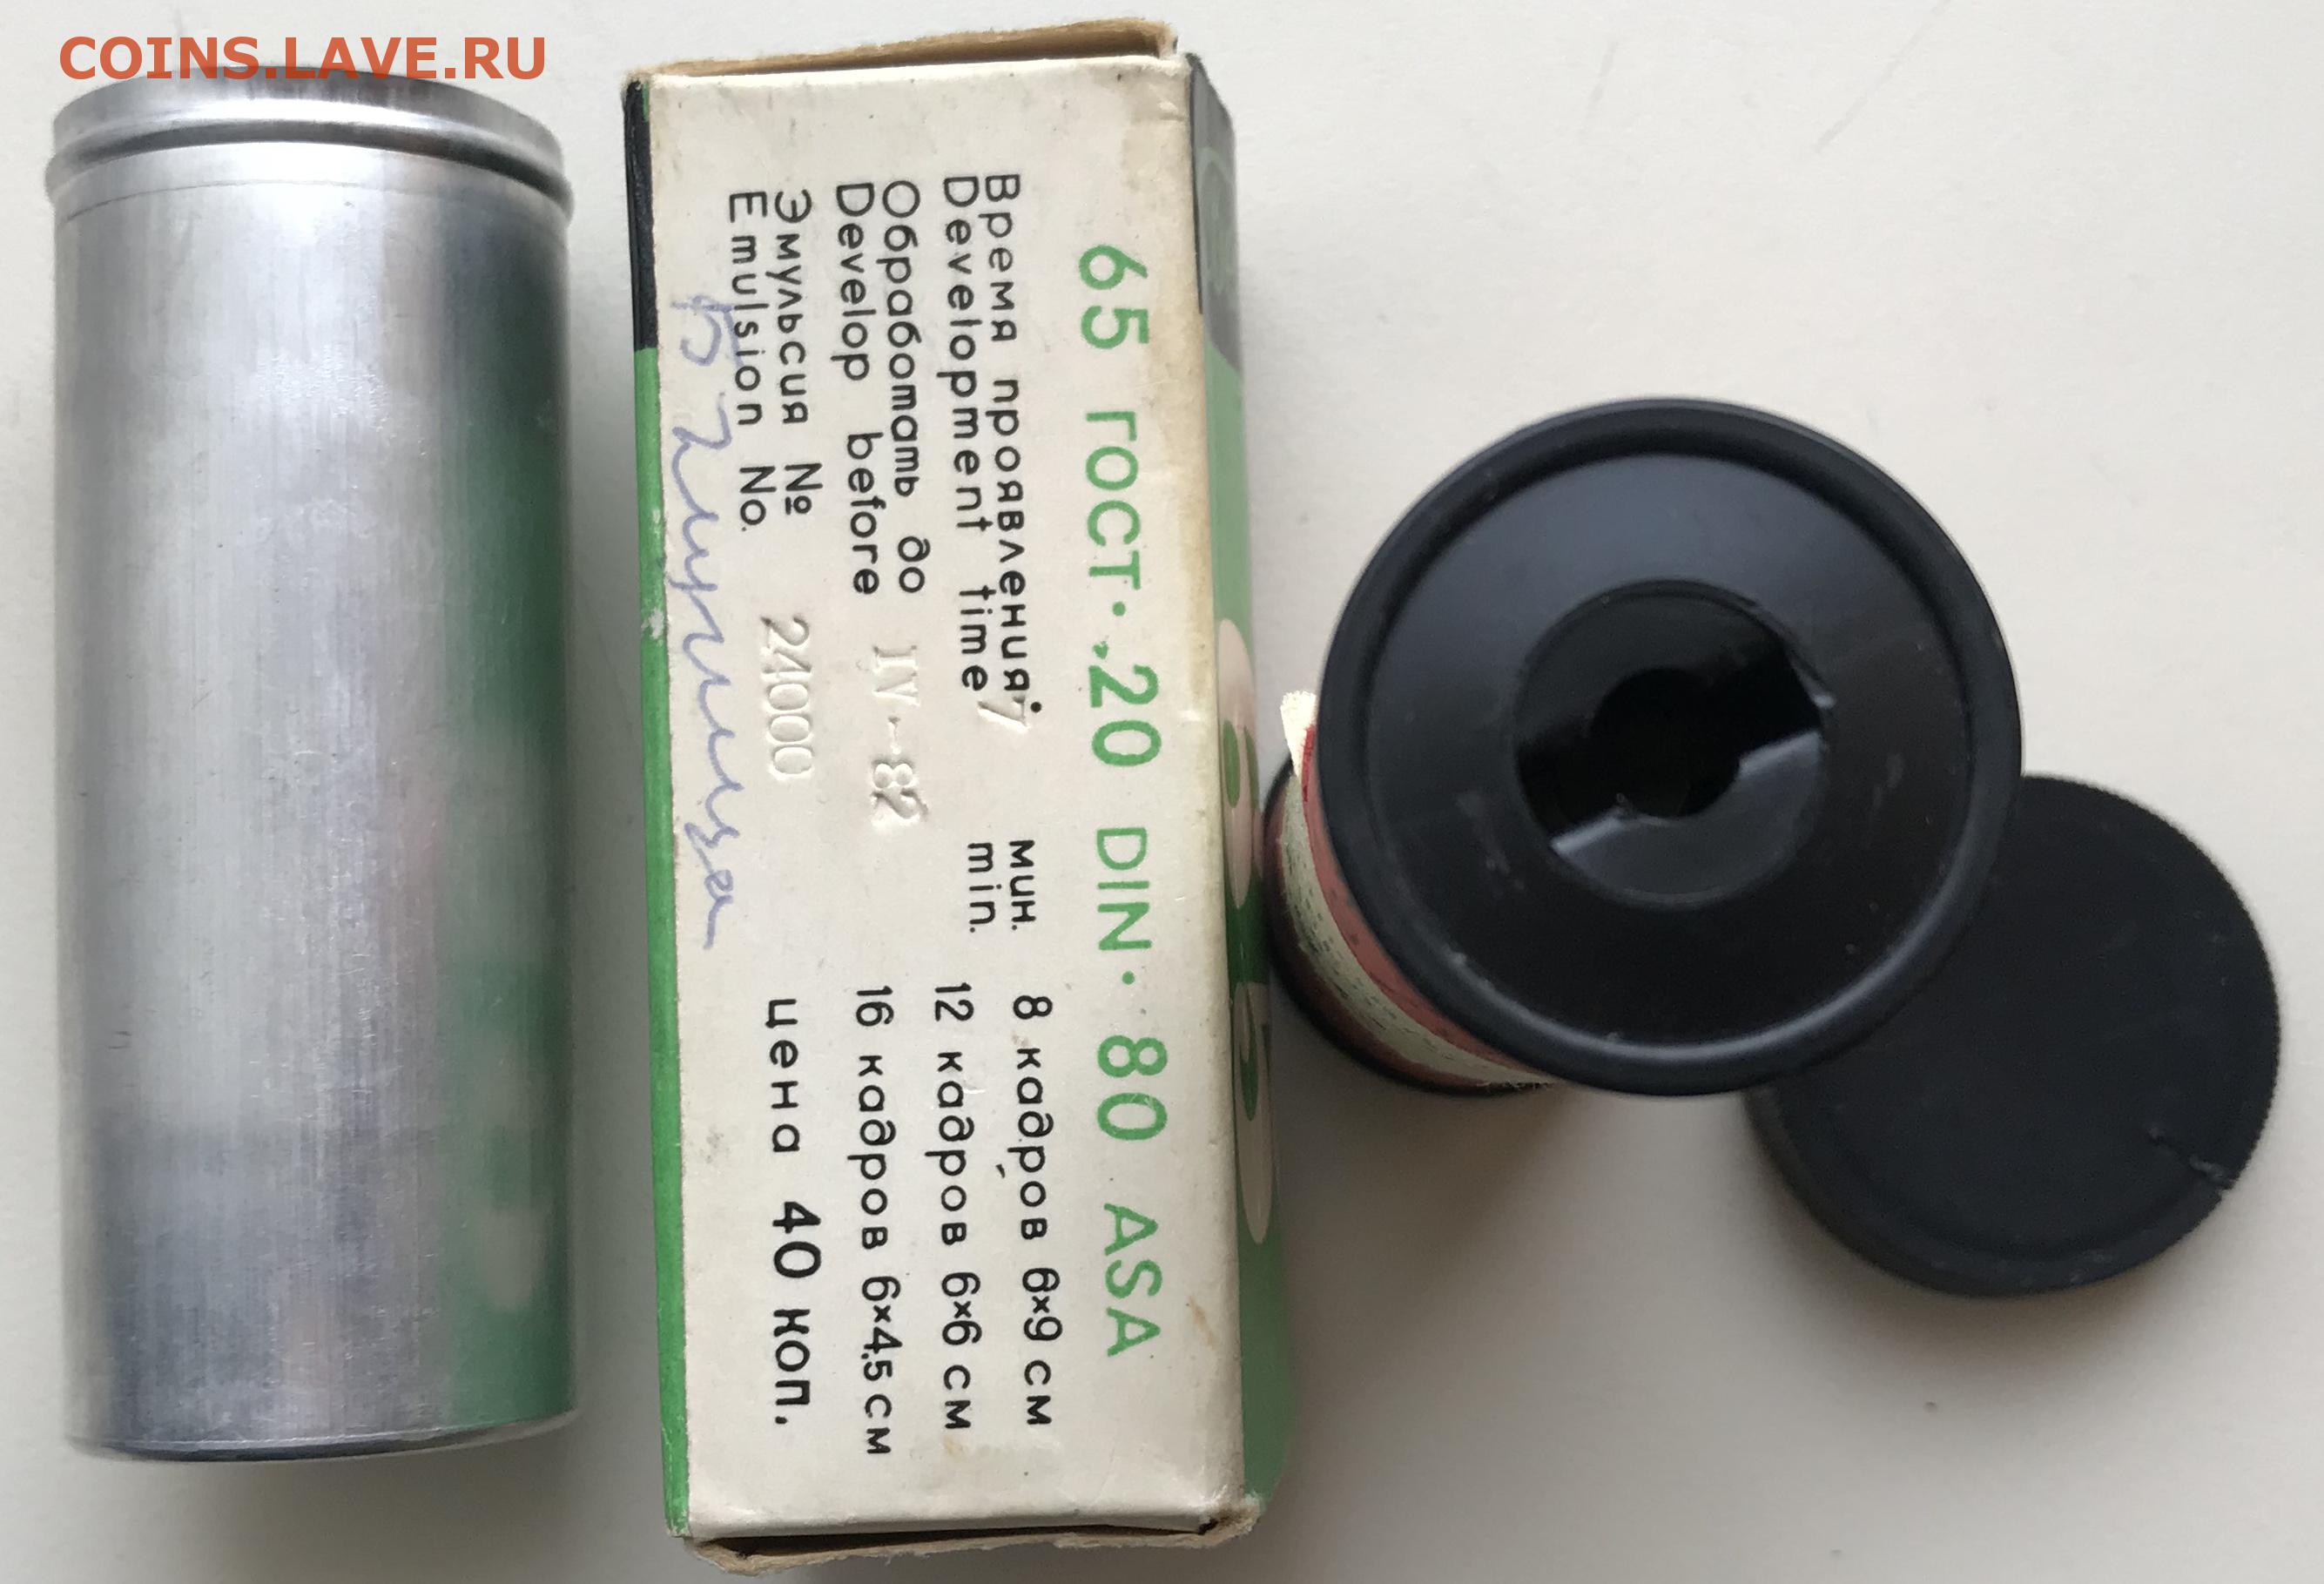 COINS.LAVE.RU
65 ГОСТ · 20 DIN · 80 ASA
Время проявления 7 мин.
Development time min.
Обработать до IV-82
Develop before
Эмульсия № 24000
Emulsion No.
8 кадров 6×9 см
12 кадров 6×6 см
16 кадров 6×4,5 см
цена 40 коп.